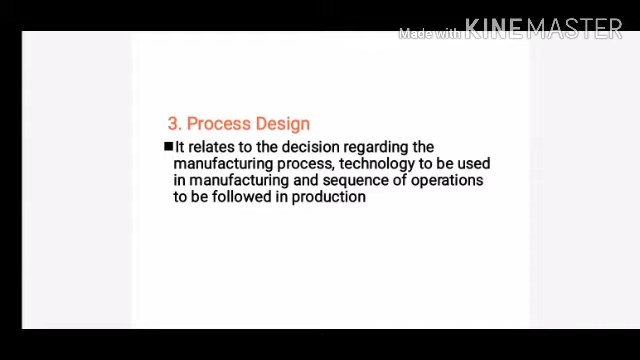 Made with KINEMASTER
3. Process Design
■It relates to the decision regarding the
manufacturing process, technology to be used
in manufacturing and sequence of operations
to be followed in production